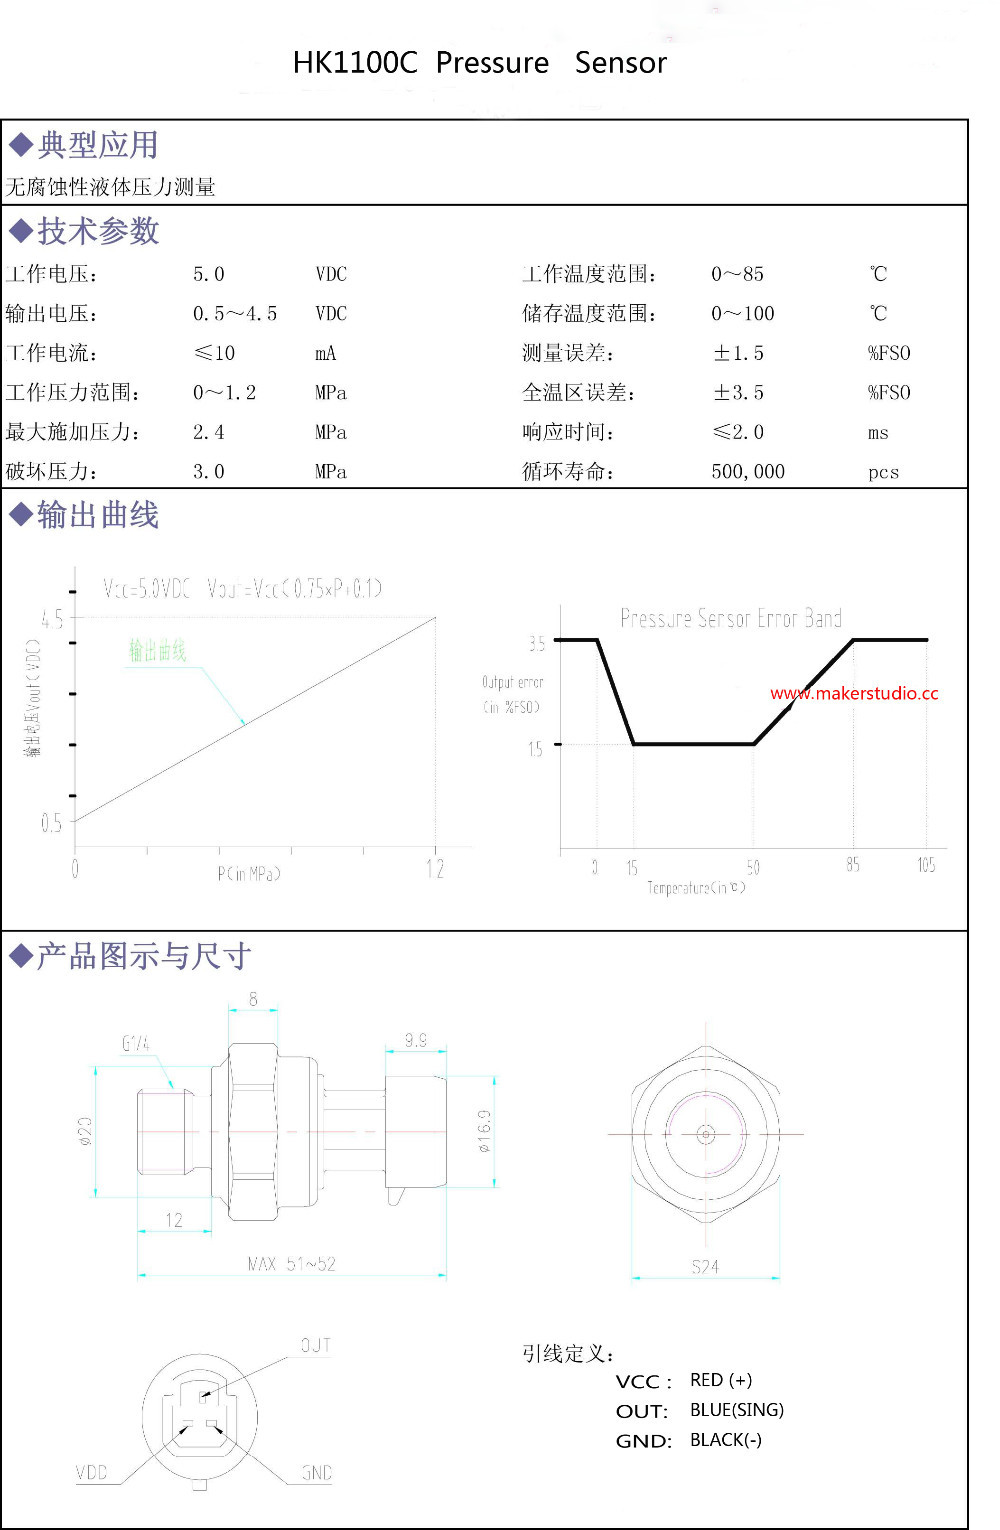 HK1100C Pressure Sensor
◆典型应用
无腐蚀性液体压力测量
◆技术参数
工作电压: 5.0 VDC 工作温度范围: 0～85 ℃
输出电压: 0.5～4.5 VDC 储存温度范围: 0～100 ℃
工作电流: ≤10 mA 测量误差: ±1.5 %FSO
工作压力范围: 0～1.2 MPa 全温区误差: ±3.5 %FSO
最大施加压力: 2.4 MPa 响应时间: ≤2.0 ms
破坏压力: 3.0 MPa 循环寿命: 500,000 pcs
◆输出曲线
Vcc=5.0VDC Vout=Vcc(0.75×P+0.1)
4.5
输出曲线
输出电压Vout(VDC)
0.5
0
P(in MPa)
1.2
Pressure Sensor Error Band
3.5
Output error
(in %FSO)
www.makerstudio.cc
1.5
0 15 50 85 105
Temperature(in ℃)
◆产品图示与尺寸
8
G1/4
9.9
ϕ20
ϕ16.9
12
MAX 51~52
S24
OUT
VDD
GND
引线定义:
VCC : RED (+)
OUT: BLUE(SING)
GND: BLACK(-)